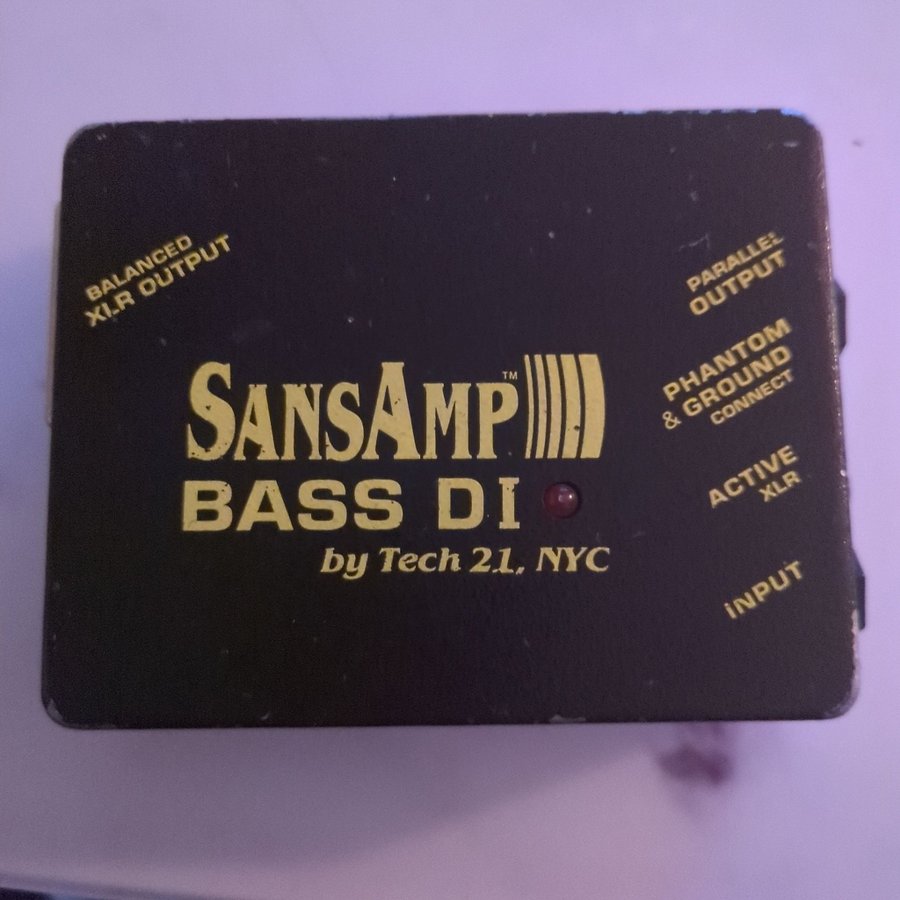 BALANCED
XLR OUTPUT
PARALLEL
OUTPUT
PHANTOM
& GROUND
CONNECT
SANSAMP™
BASS DI
by Tech 21, NYC
ACTIVE
XLR
INPUT